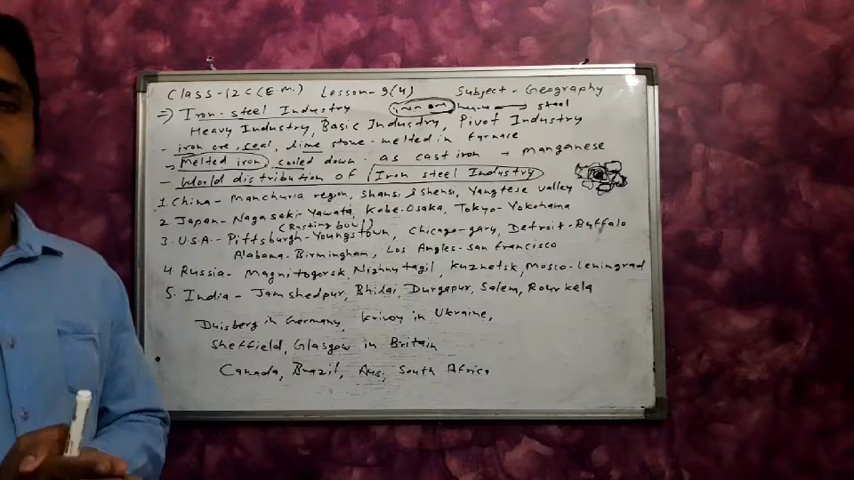 Class-12 C (E.M.) Lesson-9(4) Subject-Geography
=) Iron-steel Industry iron ore steel
Heavy Industry, Basic Industry, Pivot Industry
- iron ore, coal, lime stone-melted in furnace
→ Melted iron, cooled down as cast iron → Manganese
- World distribution of Iron steel Industry
1. China - Manchuria region, Shansi & Shensi, Yangtese valley
2 Japan - Nagasaki-Yawata, Kobe-Osaka, Tokyo-Yokohama
(Rusting bowl)
3. U.S.A.- Pittsburgh-Youngstown, Chicago-gary, Detroit-Buffalo
Alabama-Birmingham, Los Angles-San Francisco
4 Russia- Magnitogorsk, Nizhny tagil, Kuznetsk, Mosco-Leningrad
5. India - Jamshedpur, Bhilai, Durgapur, Salem, Rourkela
Duisberg in Germany, Krivoy in Ukraine,
Sheffield, Glasgow in Britain
Canada, Brazil, Aus, South Africa